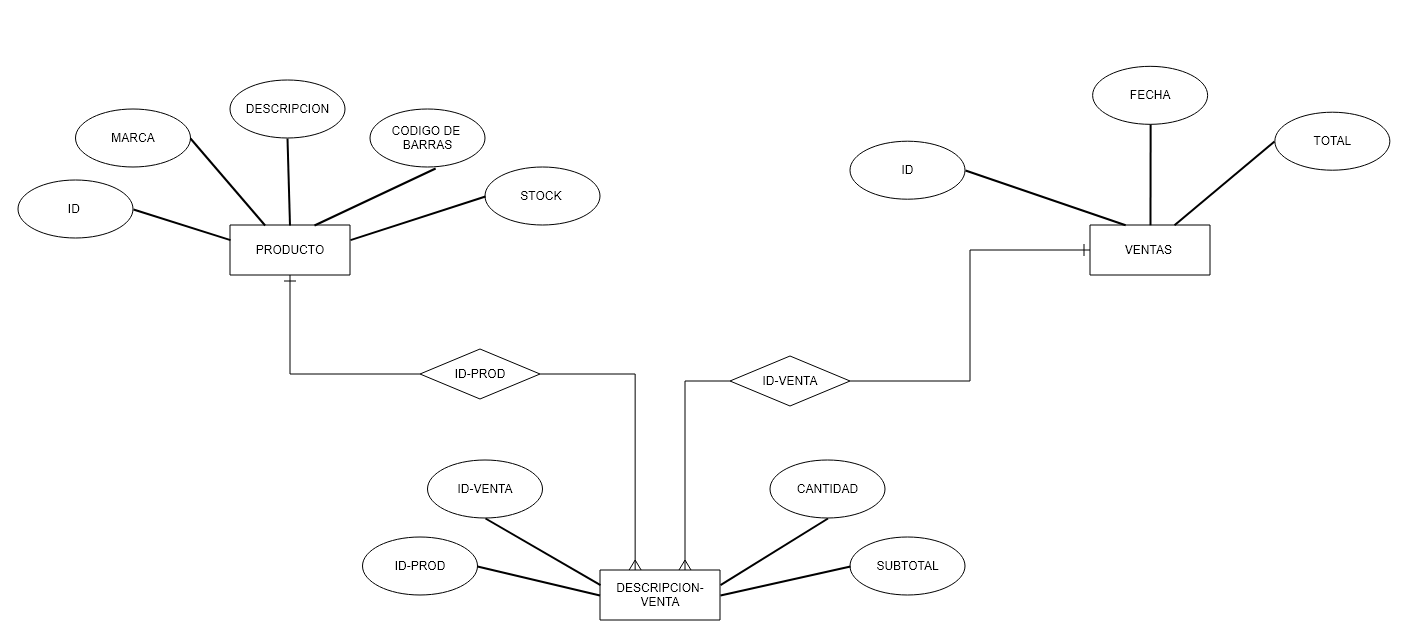 FECHA
DESCRIPCION
MARCA
CODIGO DE
BARRAS
TOTAL
ID
STOCK
ID
PRODUCTO
VENTAS
ID-PROD
ID-VENTA
ID-VENTA
CANTIDAD
ID-PROD
SUBTOTAL
DESCRIPCION-
VENTA